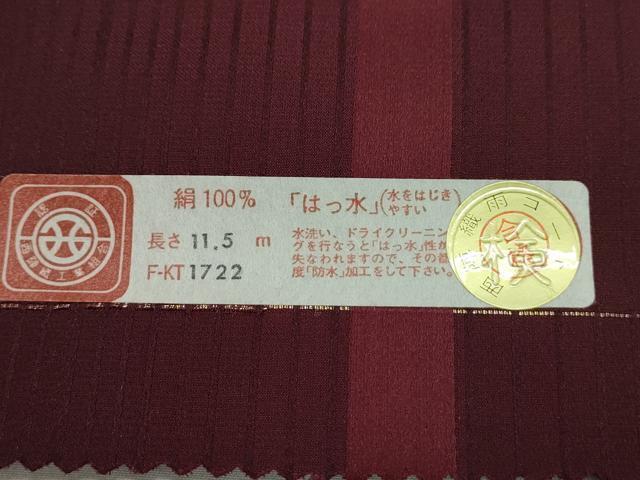 絹 100%
長さ 11.5 m
F-KT 1722
「はっ水」(水をはじきやすい
水洗い、ドライクリーニン
グを行なうと「はっ水」性が
失なわれますので、その都
度「防水」加工をして下さい。
織雨コー
検
西